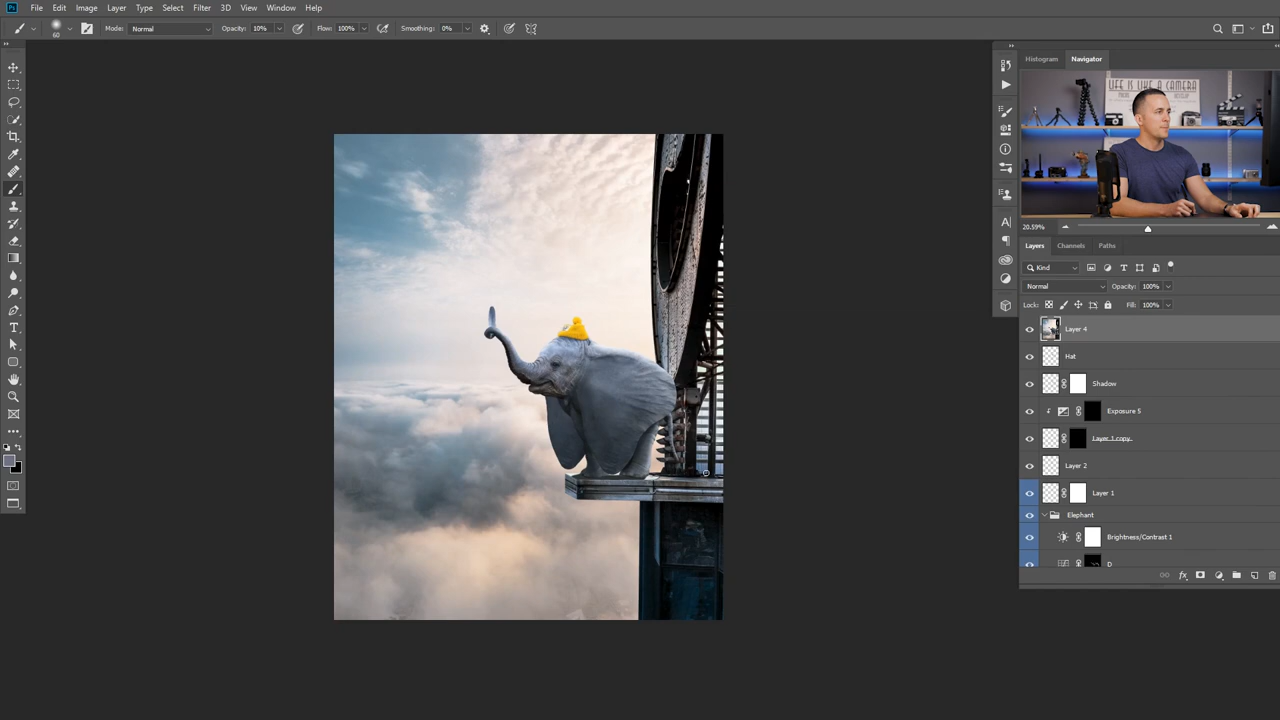 Ps File Edit Image Layer Type Select Filter 3D View Window Help
60 Mode: Normal Opacity: 10% Flow: 100% Smoothing: 0%
Histogram Navigator
LIFE IS LIKE A CAMERA
20.59%
Layers Channels Paths
Kind
Normal Opacity: 100%
Lock: Fill: 100%
Layer 4
Hat
Shadow
Exposure 5
Layer 1 copy
Layer 2
Layer 1
Elephant
Brightness/Contrast 1
D